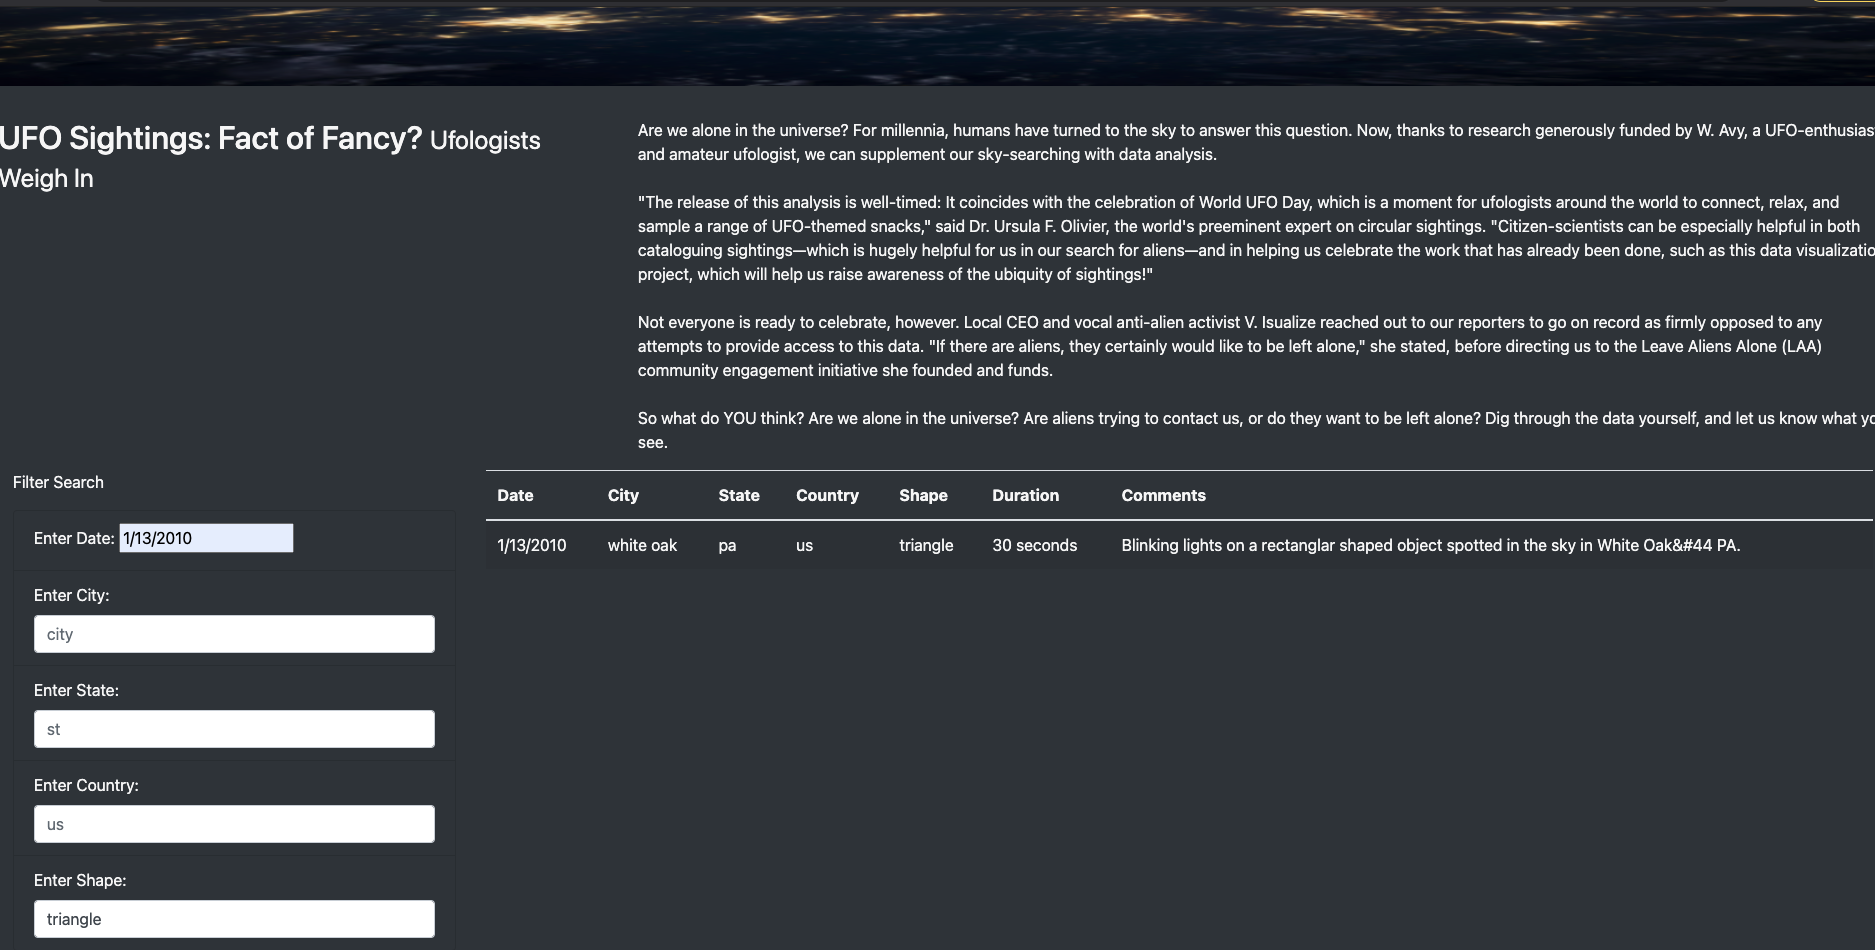 UFO Sightings: Fact of Fancy? Ufologists
Weigh In
Are we alone in the universe? For millennia, humans have turned to the sky to answer this question. Now, thanks to research generously funded by W. Avy, a UFO-enthusias
and amateur ufologist, we can supplement our sky-searching with data analysis.
"The release of this analysis is well-timed: It coincides with the celebration of World UFO Day, which is a moment for ufologists around the world to connect, relax, and
sample a range of UFO-themed snacks," said Dr. Ursula F. Olivier, the world's preeminent expert on circular sightings. "Citizen-scientists can be especially helpful in both
cataloguing sightings—which is hugely helpful for us in our search for aliens—and in helping us celebrate the work that has already been done, such as this data visualizatio
project, which will help us raise awareness of the ubiquity of sightings!"
Not everyone is ready to celebrate, however. Local CEO and vocal anti-alien activist V. Isualize reached out to our reporters to go on record as firmly opposed to any
attempts to provide access to this data. "If there are aliens, they certainly would like to be left alone," she stated, before directing us to the Leave Aliens Alone (LAA)
community engagement initiative she founded and funds.
So what do YOU think? Are we alone in the universe? Are aliens trying to contact us, or do they want to be left alone? Dig through the data yourself, and let us know what yo
see.
Filter Search
Enter Date: 1/13/2010
Enter City:
city
Enter State:
st
Enter Country:
us
Enter Shape:
triangle
Date City State Country Shape Duration Comments
1/13/2010 white oak pa us triangle 30 seconds Blinking lights on a rectanglar shaped object spotted in the sky in White Oak&#44 PA.